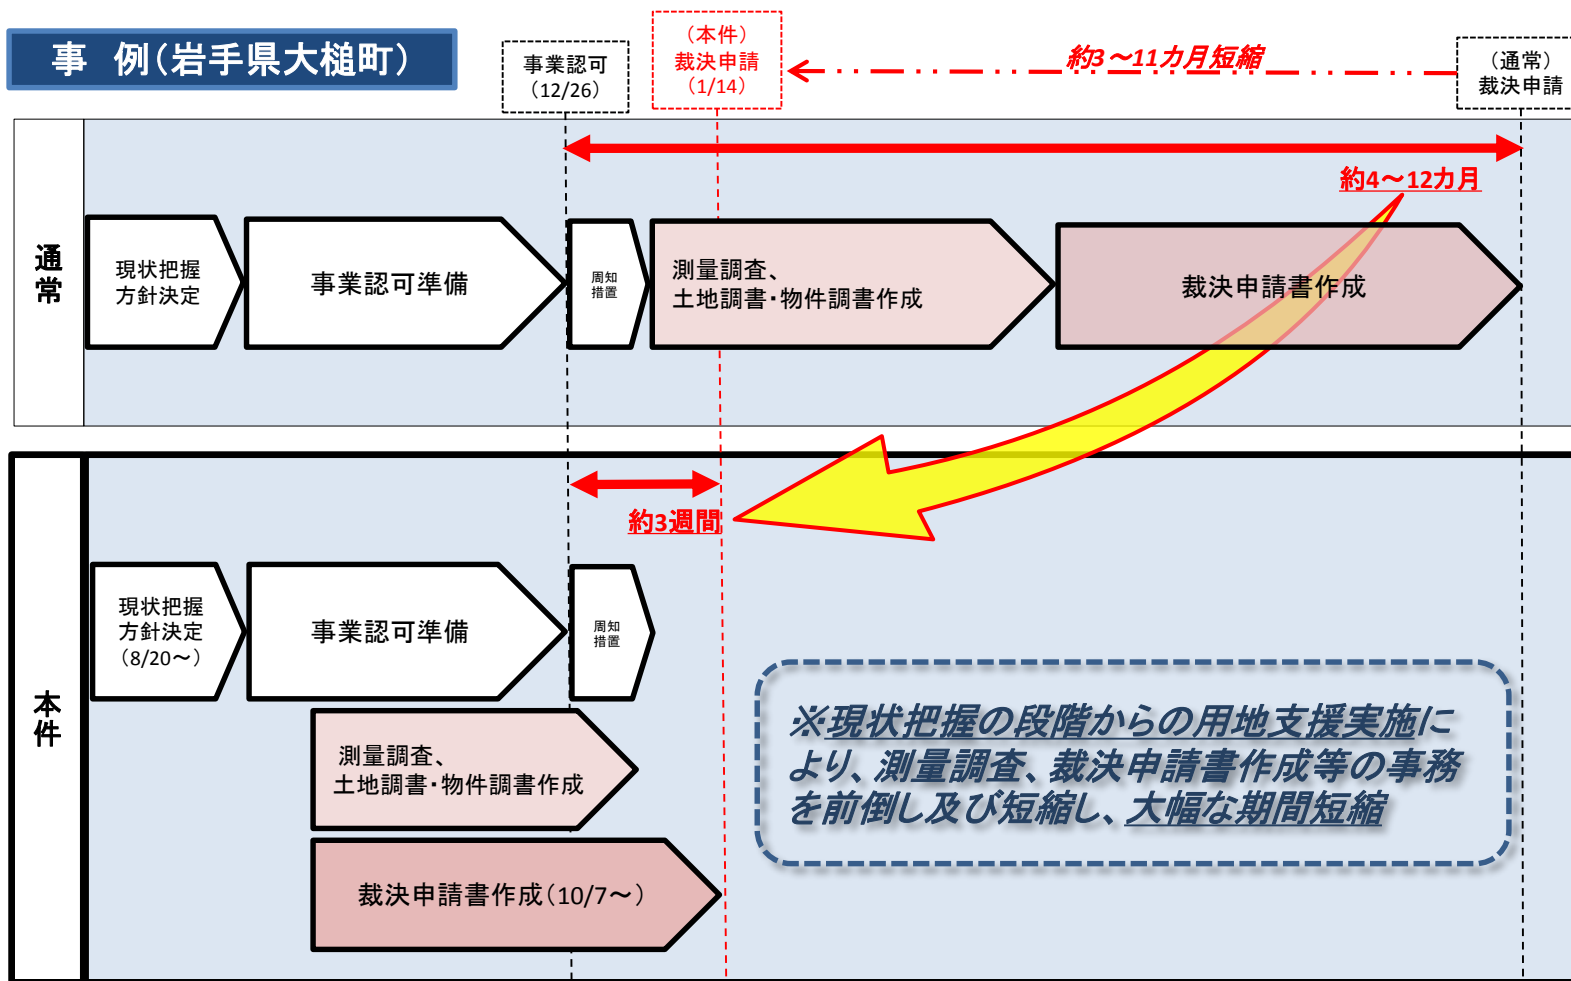 事　例（岩手県大槌町）
事業認可
（12/26）
（本件）
裁決申請
（1/14）
約3～11カ月短縮
（通常）
裁決申請
約4～12カ月
通常
現状把握
方針決定
事業認可準備
周知
措置
測量調査、
土地調書・物件調書作成
裁決申請書作成
約3週間
本件
現状把握
方針決定
（8/20～）
事業認可準備
周知
措置
測量調査、
土地調書・物件調書作成
裁決申請書作成（10/7～）
※現状把握の段階からの用地支援実施に
より、測量調査、裁決申請書作成等の事務
を前倒し及び短縮し、大幅な期間短縮